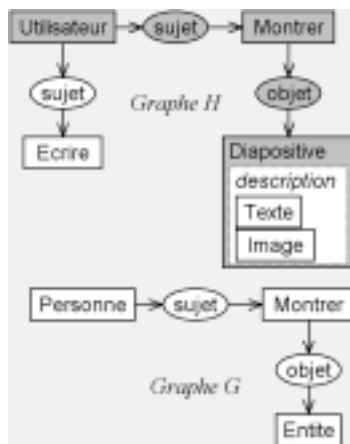 Utilisateur sujet Montrer
sujet Graphe H objet
Ecrire Diapositive
description
Texte
Image
Personne sujet Montrer
Graphe G objet
Entite